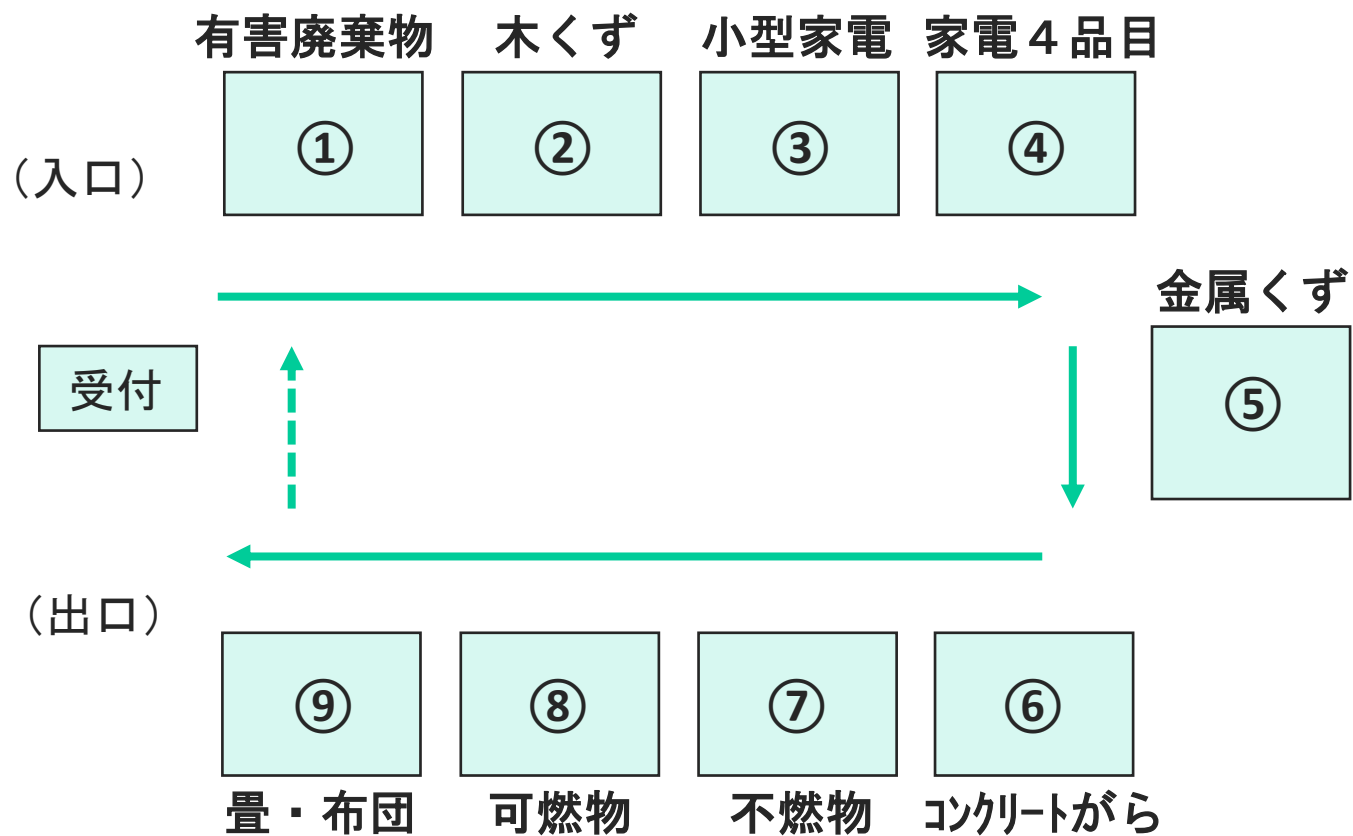 有害廃棄物 木くず 小型家電 家電４品目
① ② ③ ④
（入口）
金属くず
受付
⑤
（出口）
⑨ ⑧ ⑦ ⑥
畳・布団 可燃物 不燃物 ｺﾝｸﾘｰﾄがら